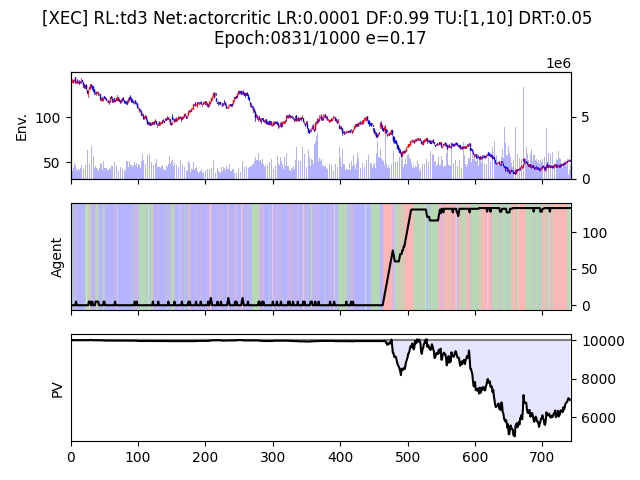 [XEC] RL:td3 Net:actorcritic LR:0.0001 DF:0.99 TU:[1,10] DRT:0.05
Epoch:0831/1000 e=0.17
1e6
Env.
100
50
5
0
Agent
100
50
0
PV
10000
8000
6000
0 100 200 300 400 500 600 700